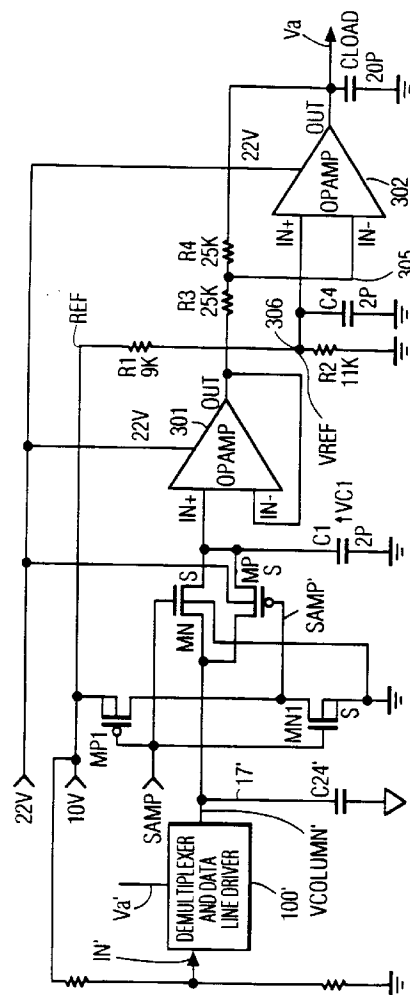 22V
10V
SAMP
IN'
Va'
DEMULTIPLEXER
AND DATA
LINE DRIVER
100'
VCOLUMN'
17'
C24'
MP1
MN1
S
SAMP'
MN
S
MP
S
C1
2P
VC1
IN+
IN-
OPAMP
301
OUT
22V
REF
R1
9K
R2
11K
VREF
306
C4
2P
R3
25K
R4
25K
305
IN+
IN-
OPAMP
302
OUT
22V
Va
CLOAD
20P